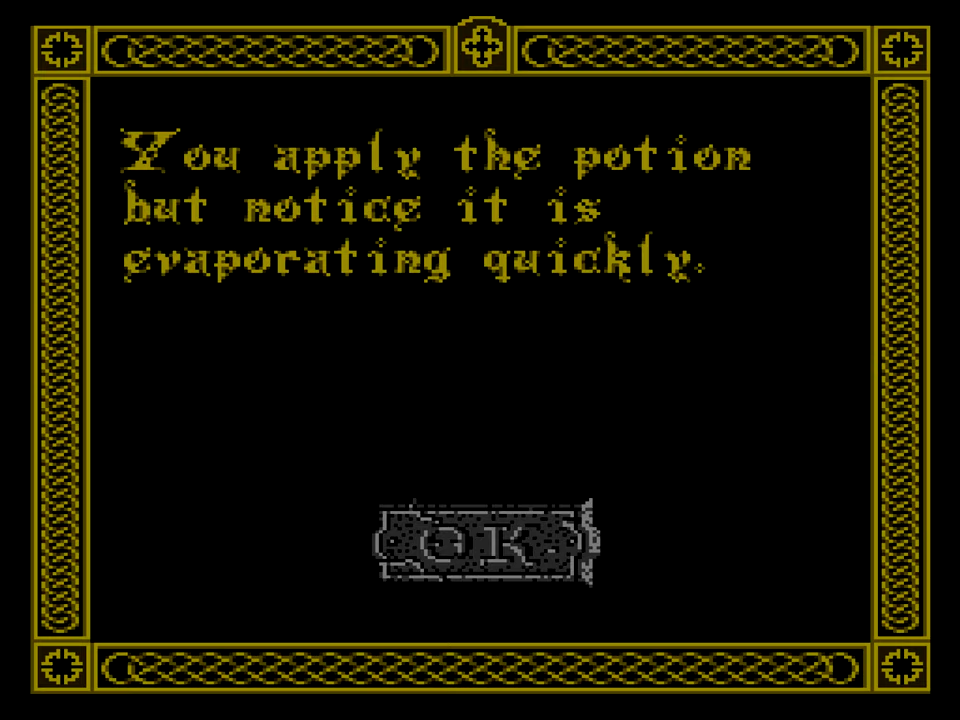 You apply the potion
but notice it is
evaporating quickly.
OK